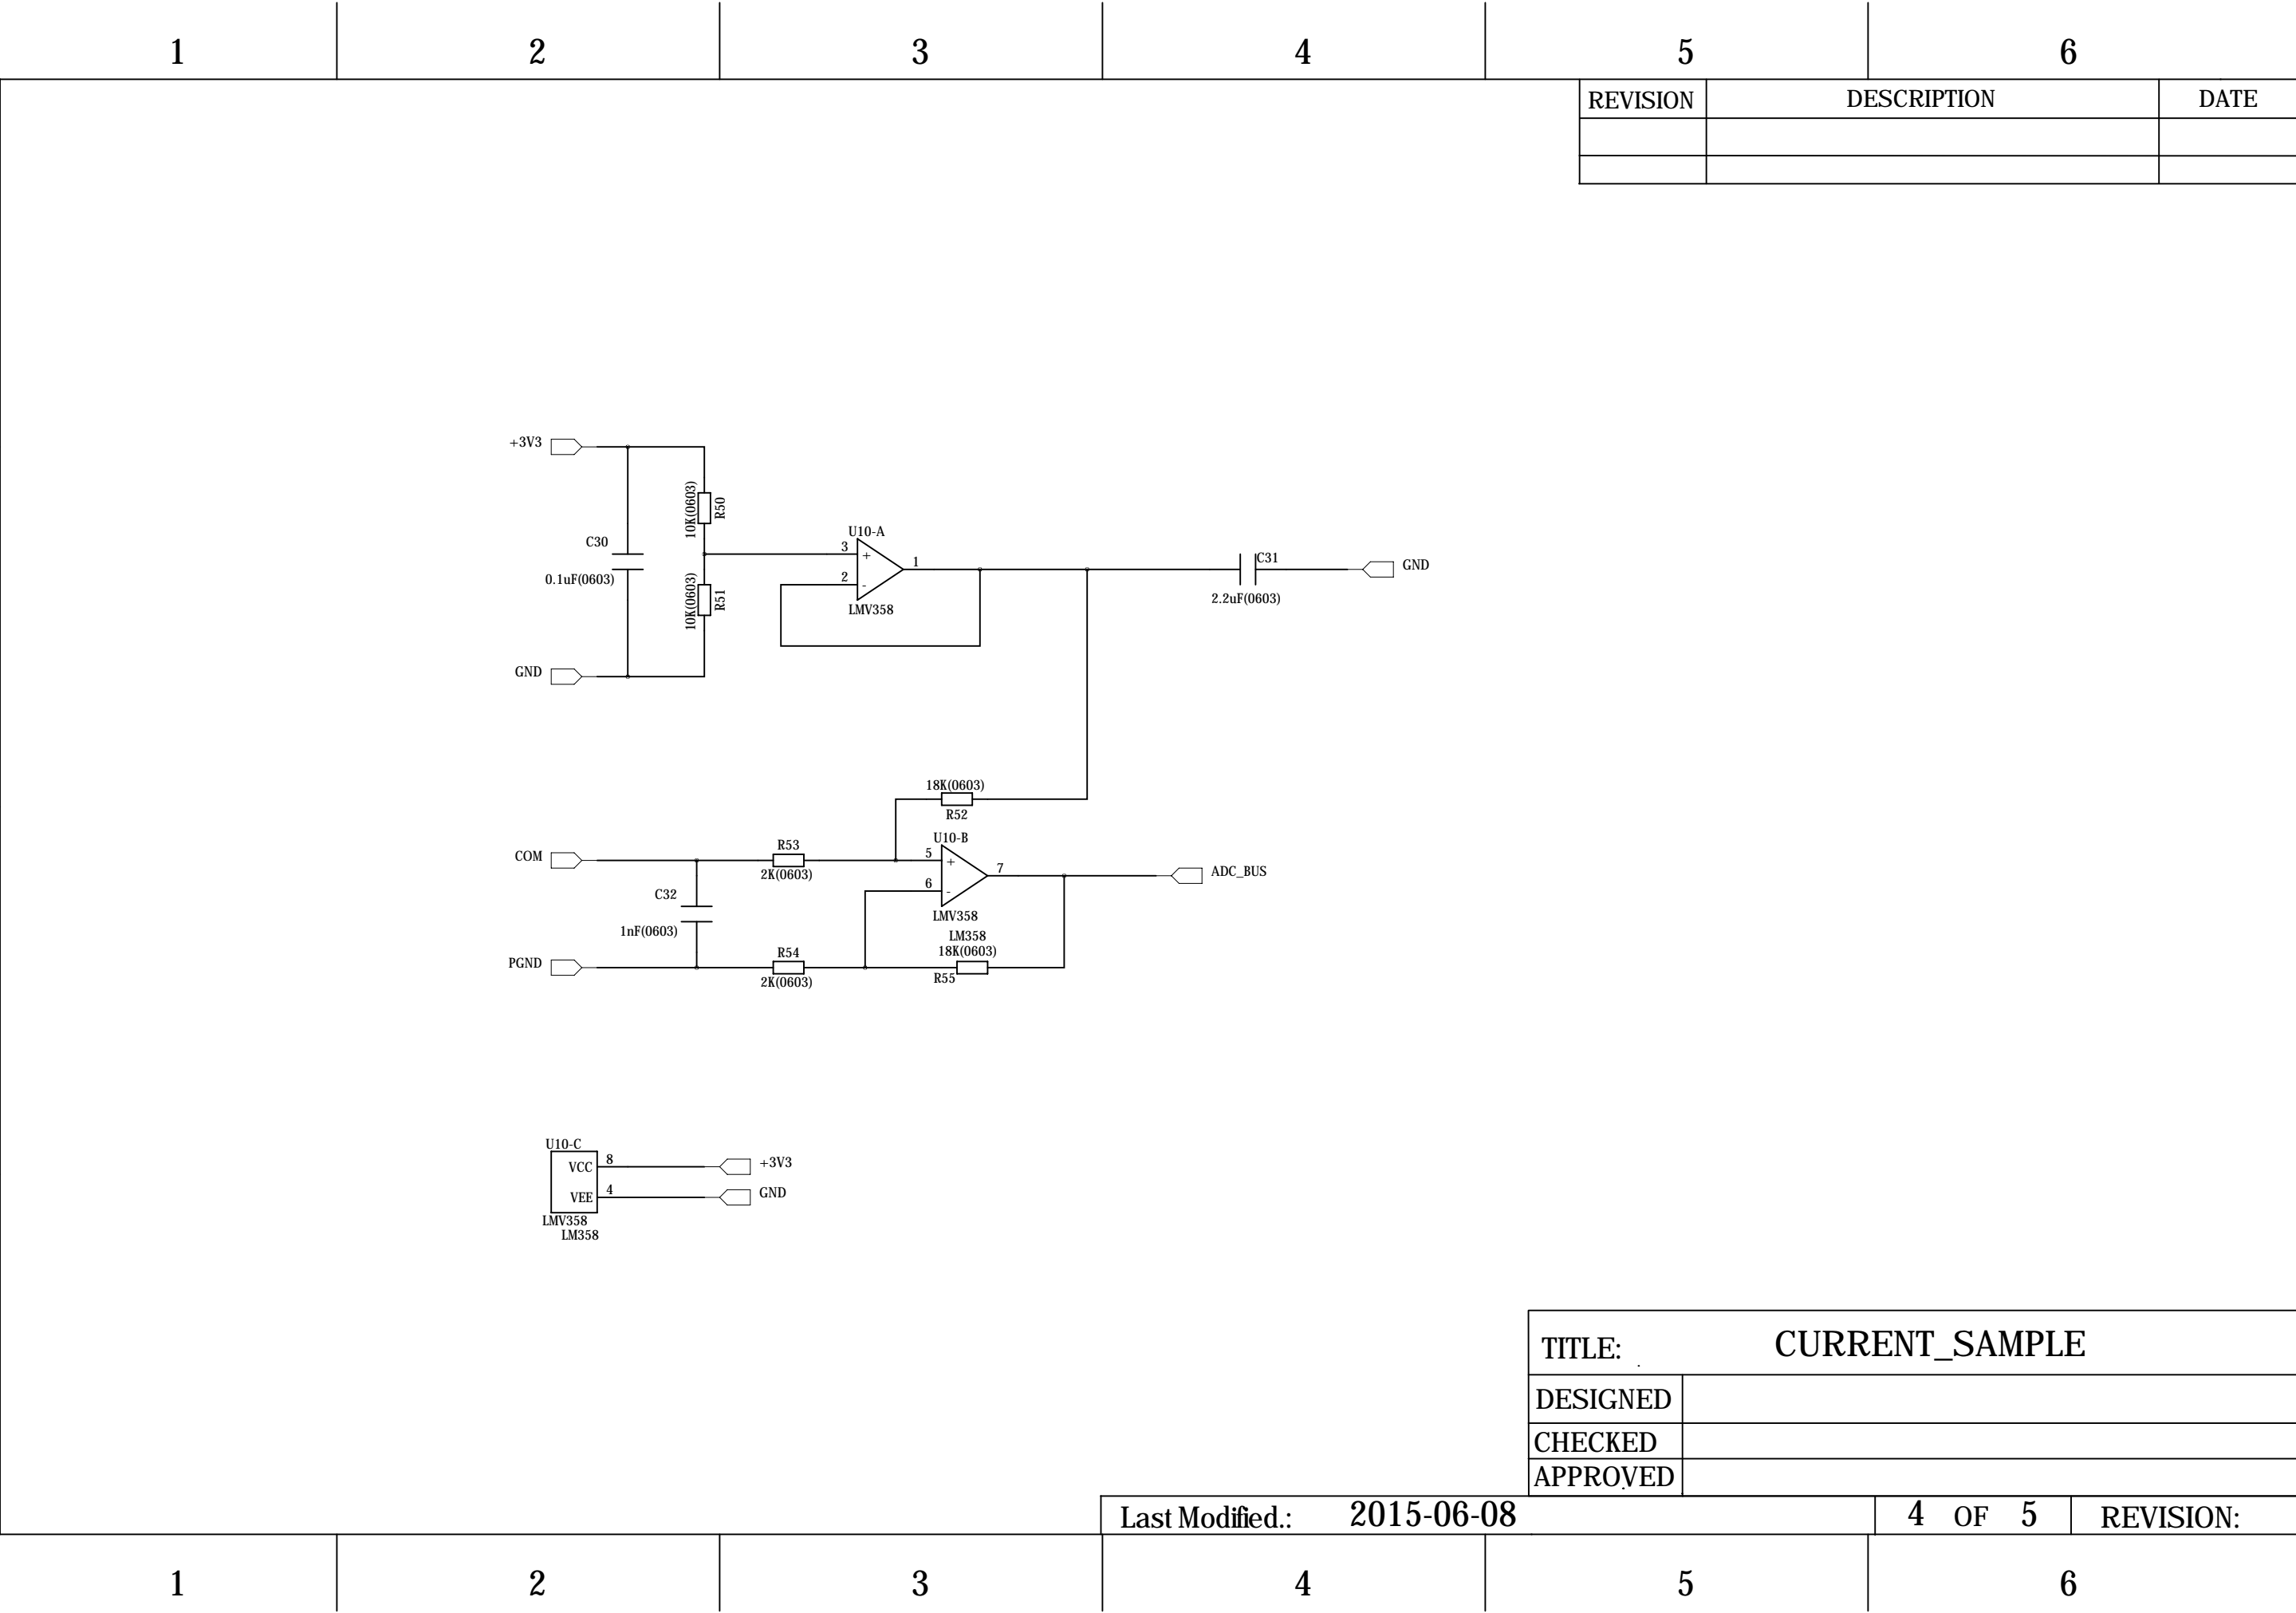 1 2 3 4 5 6
REVISION DESCRIPTION DATE
+3V3
10K(0603)
R50
C30
0.1uF(0603)
U10-A
3
+
1
2
-
LMV358
10K(0603)
R51
C31
GND
2.2uF(0603)
GND
18K(0603)
R52
U10-B
COM
R53
5
+
2K(0603)
7
ADC_BUS
6
-
C32
LMV358
1nF(0603)
LM358
18K(0603)
PGND
R54
2K(0603)
R55
U10-C
VCC 8 +3V3
VEE 4 GND
LMV358
LM358
TITLE: CURRENT_SAMPLE
DESIGNED
CHECKED
APPROVED
Last Modified.: 2015-06-08 4 OF 5 REVISION:
1 2 3 4 5 6